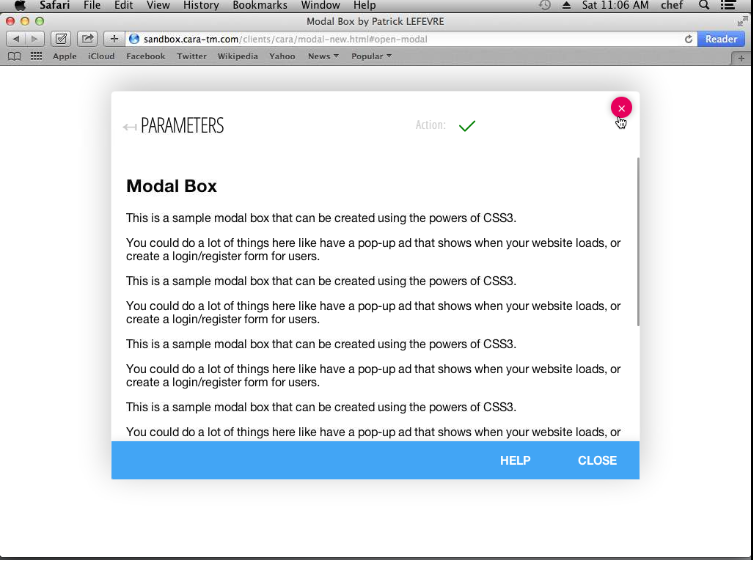 Safari File Edit View History Bookmarks Window Help Sat 11:06 AM chef
Modal Box by Patrick LEFEVRE
sandbox.cara-tm.com/clients/cara/modal-new.html#open-modal Reader
Apple iCloud Facebook Twitter Wikipedia Yahoo News Popular
PARAMETERS Action:
Modal Box
This is a sample modal box that can be created using the powers of CSS3.
You could do a lot of things here like have a pop-up ad that shows when your website loads, or
create a login/register form for users.
This is a sample modal box that can be created using the powers of CSS3.
You could do a lot of things here like have a pop-up ad that shows when your website loads, or
create a login/register form for users.
This is a sample modal box that can be created using the powers of CSS3.
You could do a lot of things here like have a pop-up ad that shows when your website loads, or
create a login/register form for users.
This is a sample modal box that can be created using the powers of CSS3.
You could do a lot of things here like have a pop-up ad that shows when your website loads, or
HELP CLOSE